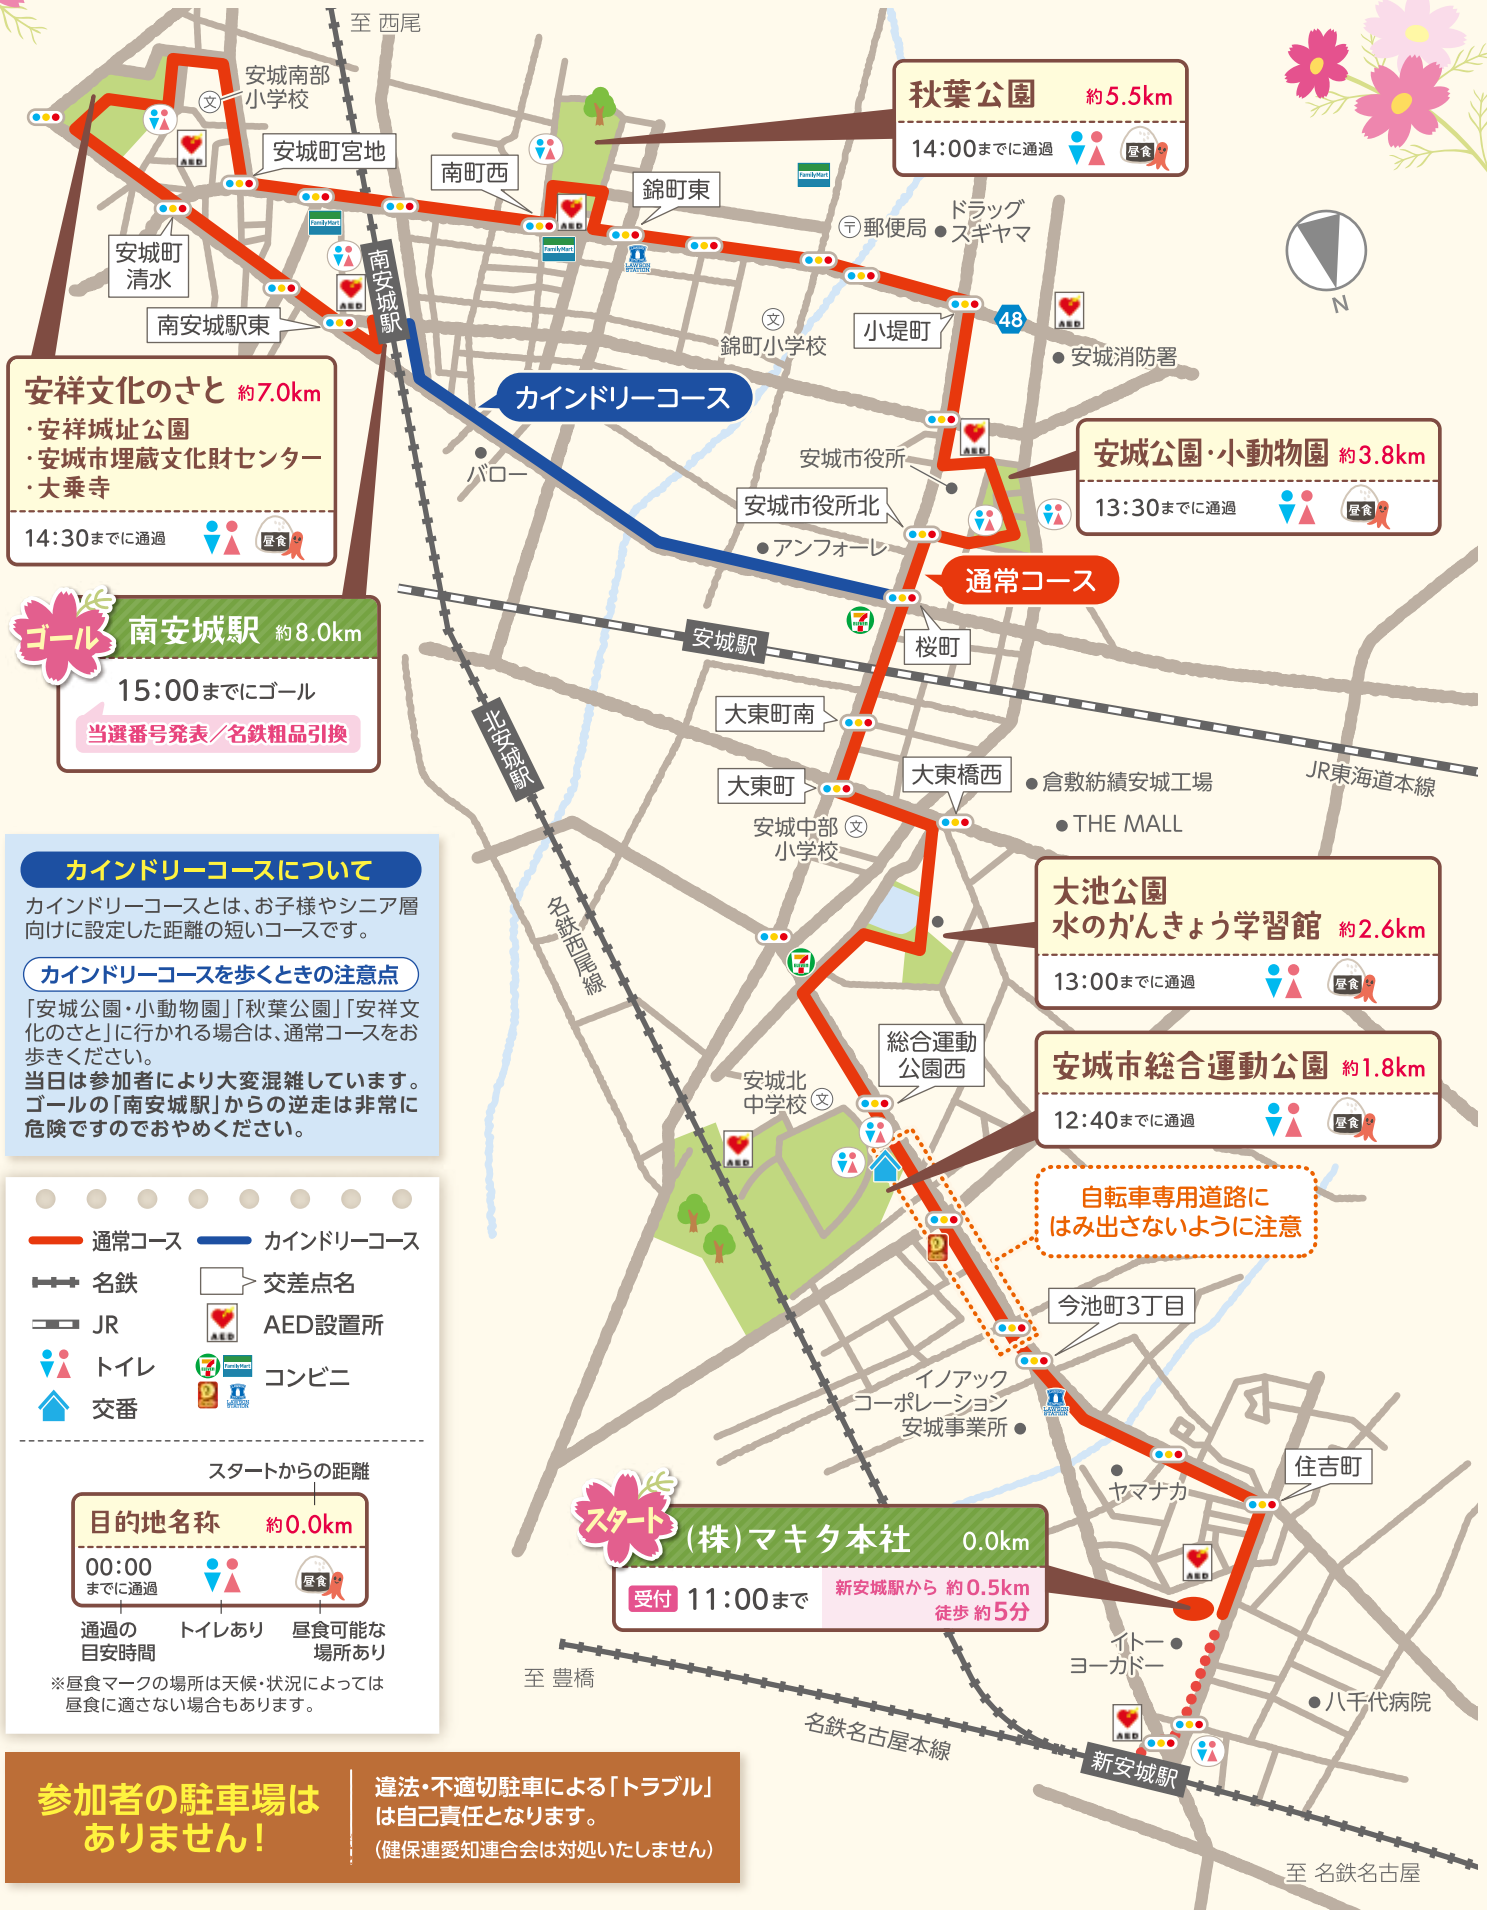 至 西尾
安城南部
小学校
安城町宮地
南町西
錦町東
秋葉公園 約5.5km
14:00までに通過
昼食
FamilyMart
〒郵便局
ドラッグ
スギヤマ
安城町
清水
南安城駅東
南安城駅
文
錦町小学校
小堤町
48
AED
安城消防署
N
安祥文化のさと 約7.0km
・安祥城址公園
・安城市埋蔵文化財センター
・大乗寺
14:30までに通過
昼食
カインドリーコース
バロー
安城市役所
安城市役所北
アンフォーレ
安城公園・小動物園 約3.8km
13:30までに通過
昼食
通常コース
ゴール
南安城駅 約8.0km
15:00までにゴール
当選番号発表／名鉄粗品引換
安城駅
桜町
北安城駅
大東町南
大東町
大東橋西
倉敷紡績安城工場
THE MALL
JR東海道本線
安城中部
小学校
文
名鉄西尾線
大池公園
水のかんきょう学習館 約2.6km
13:00までに通過
昼食
総合運動
公園西
安城北
中学校
文
安城市総合運動公園 約1.8km
12:40までに通過
昼食
自転車専用道路に
はみ出さないように注意
今池町3丁目
イノアック
コーポレーション
安城事業所
LAWSON
STATION
ヤマナカ
住吉町
カインドリーコースについて
カインドリーコースとは、お子様やシニア層
向けに設定した距離の短いコースです。
カインドリーコースを歩くときの注意点
「安城公園・小動物園」「秋葉公園」「安祥文
化のさと」に行かれる場合は、通常コースをお
歩きください。
当日は参加者により大変混雑しています。
ゴールの「南安城駅」からの逆走は非常に
危険ですのでおやめください。
通常コース
カインドリーコース
名鉄
交差点名
JR
AED
AED設置所
トイレ
コンビニ
交番
スタートからの距離
目的地名称 約0.0km
00:00
までに通過
昼食
通過の
目安時間
トイレあり
昼食可能な
場所あり
※昼食マークの場所は天候・状況によっては
昼食に適さない場合もあります。
スタート
(株)マキタ本社 0.0km
受付 11:00まで
新安城駅から 約0.5km
徒歩 約5分
イトー
ヨーカドー
八千代病院
至 豊橋
名鉄名古屋本線
新安城駅
至 名鉄名古屋
参加者の駐車場は
ありません！
違法・不適切駐車による「トラブル」
は自己責任となります。
(健保連愛知連合会は対処いたしません)